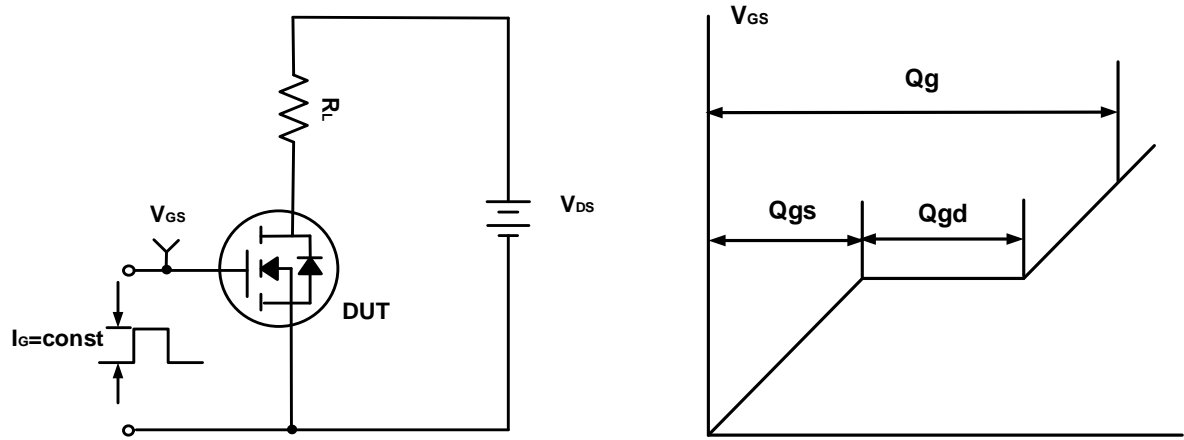 RL
VGS
VDS
DUT
IG=const
VGS
Qg
Qgs
Qgd